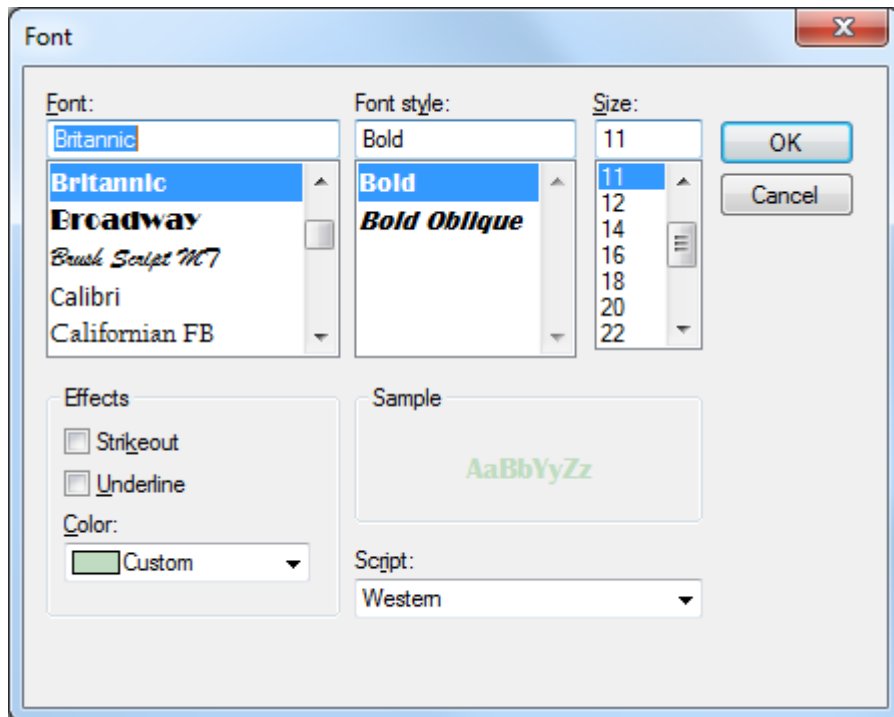 Font
Font:
Britannic
Britannic
Broadway
Brush Script MT
Calibri
Californian FB
Font style:
Bold
Bold
Bold Oblique
Size:
11
11
12
14
16
18
20
22
OK
Cancel
Effects
Strikeout
Underline
Color:
Custom
Sample
AaBbYyZz
Script:
Western